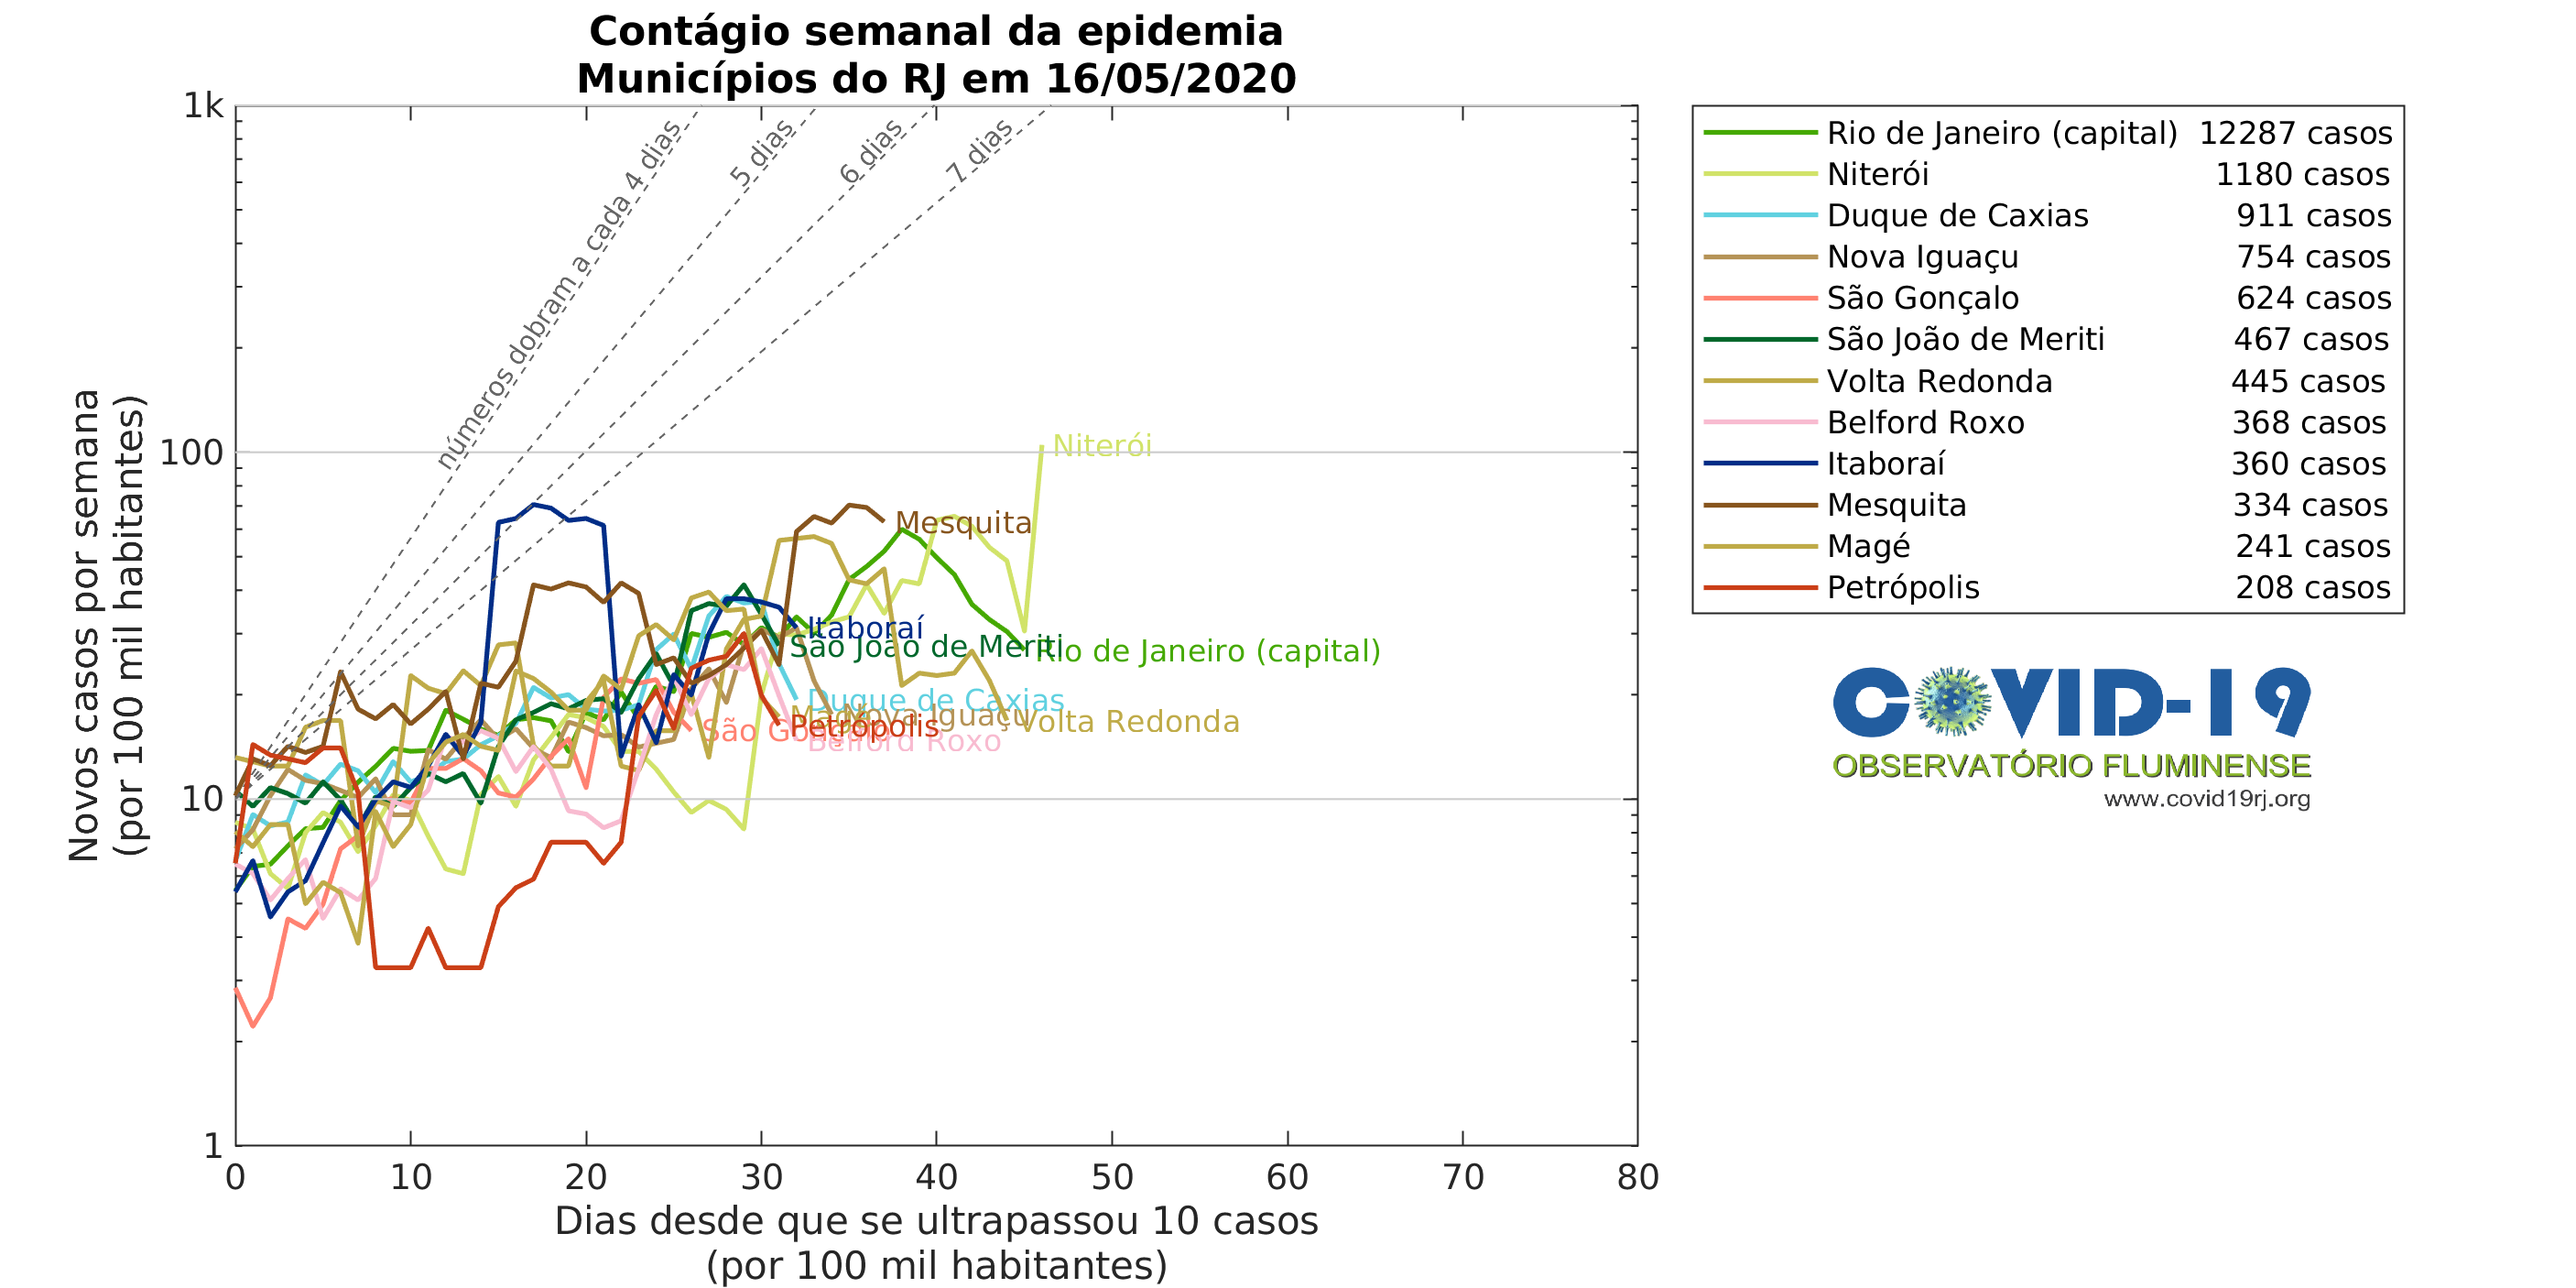 Contágio semanal da epidemia
Municípios do RJ em 16/05/2020
Novos casos por semana
(por 100 mil habitantes)
1k
100
10
1
números dobram a cada 4 dias
5 dias
6 dias
7 dias
Niterói
Mesquita
Itaboraí
São João de Meriti
Rio de Janeiro (capital)
Duque de Caxias
Magé
Nova Iguaçu
Volta Redonda
Petrópolis
São Gonçalo
Belford Roxo
0 10 20 30 40 50 60 70 80
Dias desde que se ultrapassou 10 casos
(por 100 mil habitantes)
Rio de Janeiro (capital) 12287 casos
Niterói 1180 casos
Duque de Caxias 911 casos
Nova Iguaçu 754 casos
São Gonçalo 624 casos
São João de Meriti 467 casos
Volta Redonda 445 casos
Belford Roxo 368 casos
Itaboraí 360 casos
Mesquita 334 casos
Magé 241 casos
Petrópolis 208 casos
COVID-19
OBSERVATÓRIO FLUMINENSE
www.covid19rj.org